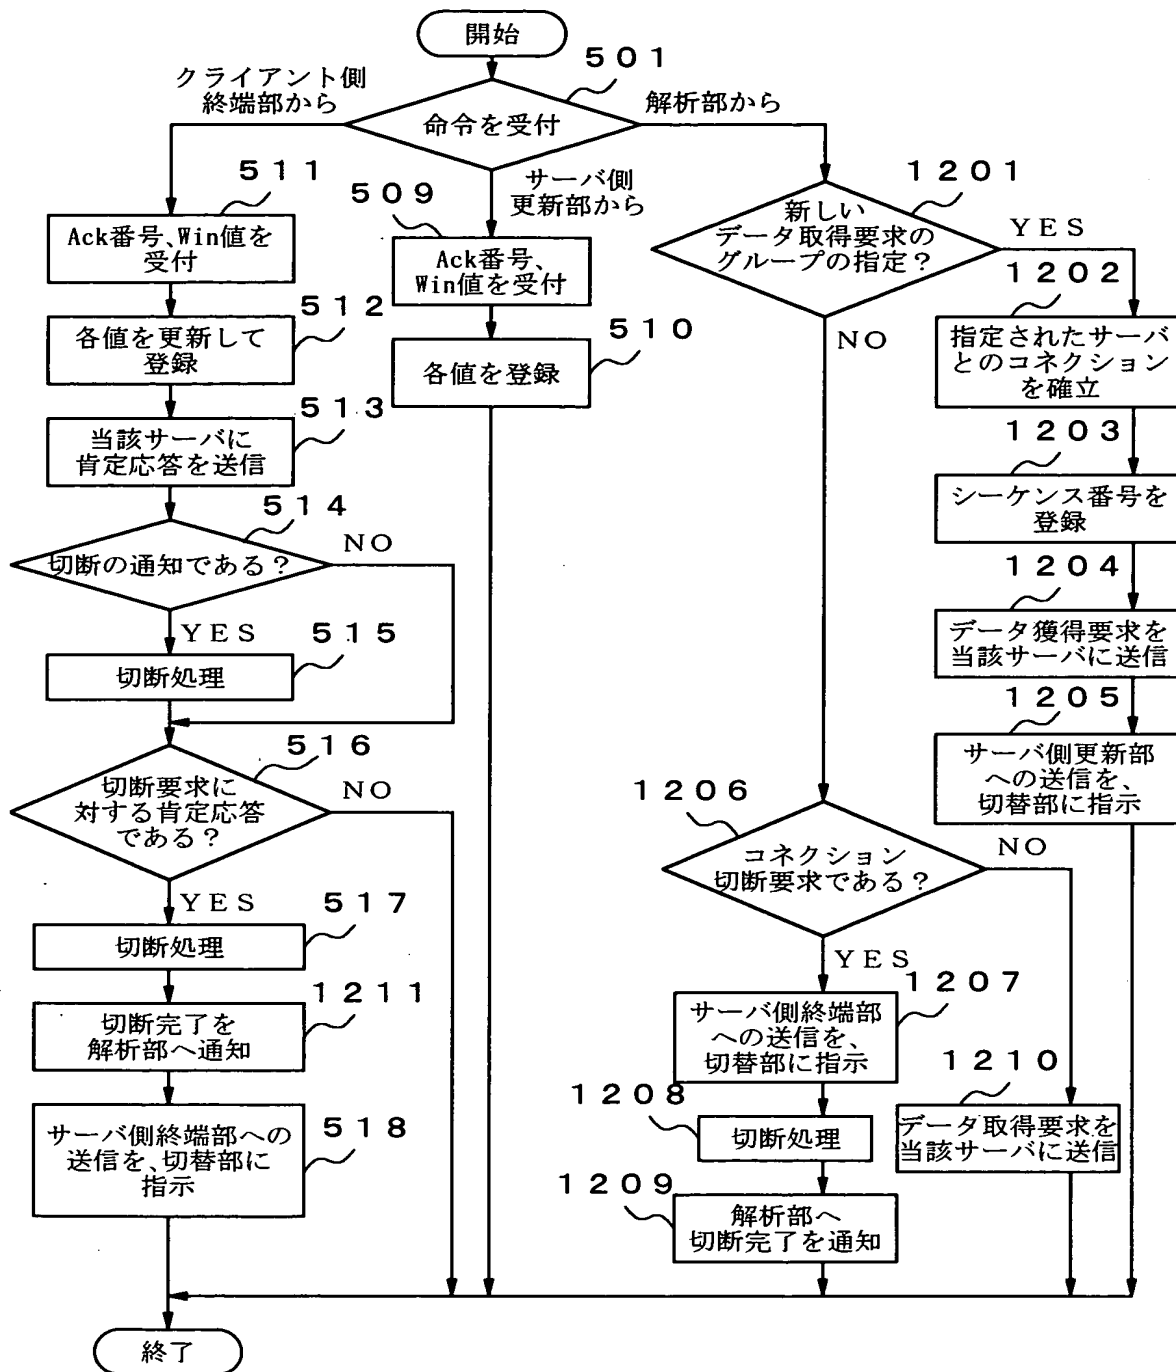 開始
501
クライアント側
終端部から
命令を受付
解析部から
サーバ側
更新部から
511
Ack番号、Win値を
受付
512
各値を更新して
登録
513
当該サーバに
肯定応答を送信
514
切断の通知である？
NO
YES
515
切断処理
516
切断要求に
対する肯定応答
である？
NO
YES
517
切断処理
1211
切断完了を
解析部へ通知
518
サーバ側終端部への
送信を、切替部に
指示
終了
509
Ack番号、
Win値を受付
510
各値を登録
1201
新しい
データ取得要求の
グループの指定？
YES
NO
1202
指定されたサーバ
とのコネクション
を確立
1203
シーケンス番号を
登録
1204
データ獲得要求を
当該サーバに送信
1205
サーバ側更新部
への送信を、
切替部に指示
1206
コネクション
切断要求である？
NO
YES
1207
サーバ側終端部
への送信を、
切替部に指示
1208
切断処理
1209
解析部へ
切断完了を通知
1210
データ取得要求を
当該サーバに送信